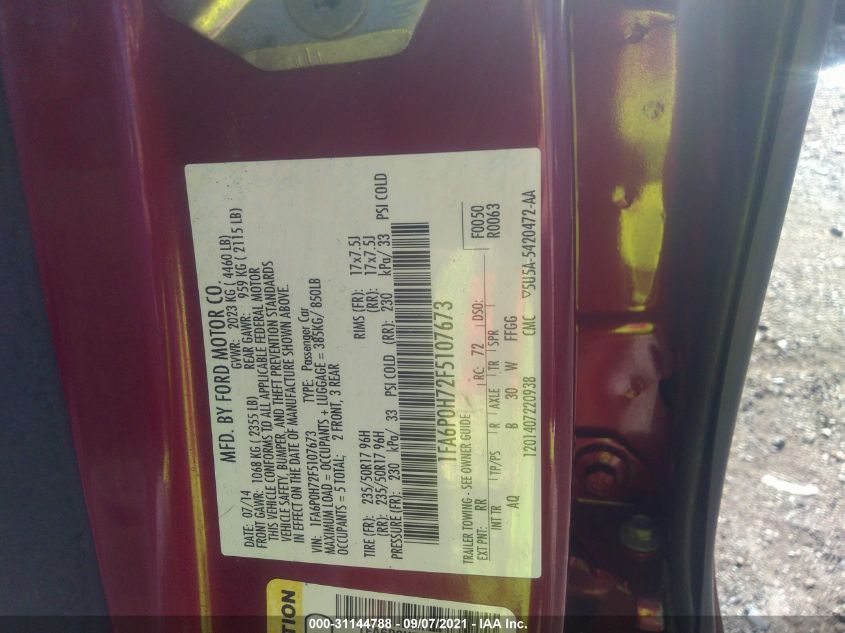 MFD. BY FORD MOTOR CO.
DATE: 07/14 GVWR: 2023 KG ( 4460 LB)
FRONT GAWR: 1068 KG ( 2355 LB) REAR GAWR: 959 KG ( 2115 LB)
THIS VEHICLE CONFORMS TO ALL APPLICABLE FEDERAL MOTOR
VEHICLE SAFETY, BUMPER, AND THEFT PREVENTION STANDARDS
IN EFFECT ON THE DATE OF MANUFACTURE SHOWN ABOVE.
VIN: 1FA6P0H72F5107673 TYPE: Passenger Car
MAXIMUM LOAD = OCCUPANTS + LUGGAGE = 385KG/ 850LB
OCCUPANTS = 5 TOTAL; 2 FRONT, 3 REAR
TIRE (FR): 235/50R17 96H RIMS (FR): 17x7.5J
(RR): 235/50R17 96H (RR): 17x7.5J
PRESSURE (FR): 230 kPa/ 33 PSI COLD (RR): 230 kPa/ 33 PSI COLD
1FA6P0H72F5107673
F0050
R0063
TRAILER TOWING - SEE OWNER GUIDE
EXT PNT: RR RC: 72 DSO:
INT TR TP/PS R AXLE TR SPR
AQ B 30 W FFGG
1201407220938 CMC ▽5U5A-5420472-AA
000-31144788 - 09/07/2021 - IAA Inc.